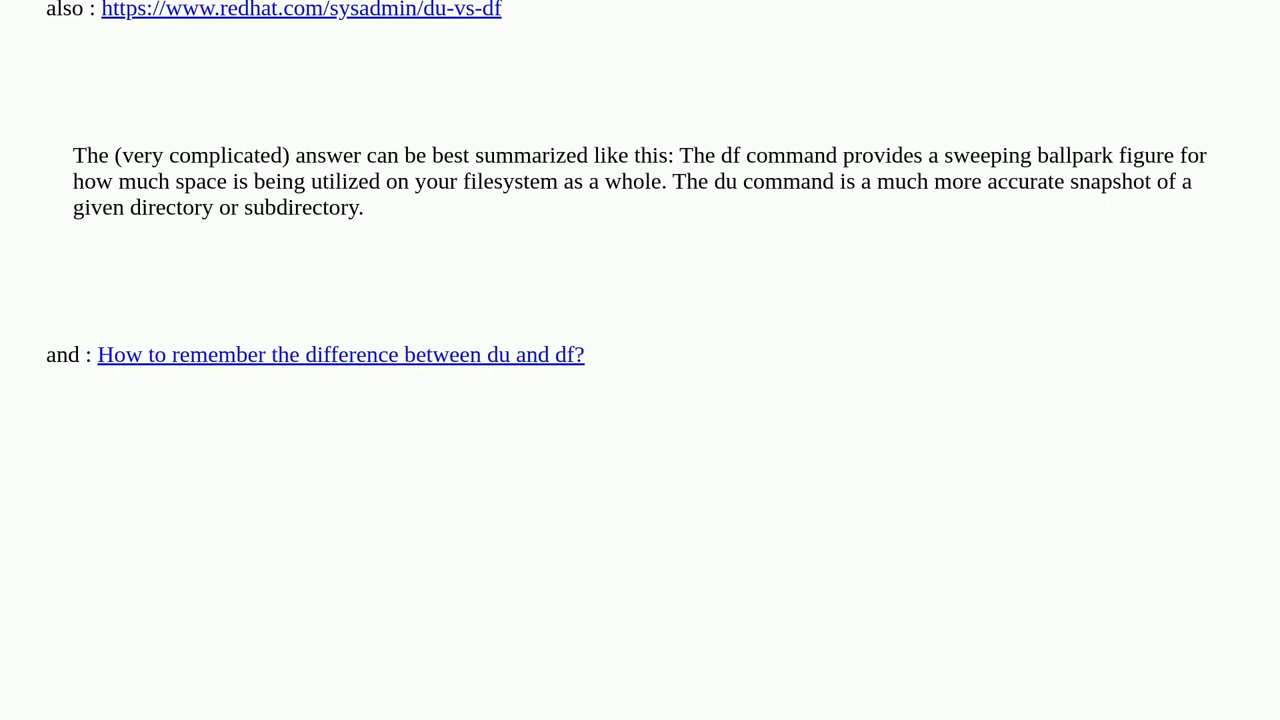 also : https://www.redhat.com/sysadmin/du-vs-df
The (very complicated) answer can be best summarized like this: The df command provides a sweeping ballpark figure for
how much space is being utilized on your filesystem as a whole. The du command is a much more accurate snapshot of a
given directory or subdirectory.
and : How to remember the difference between du and df?